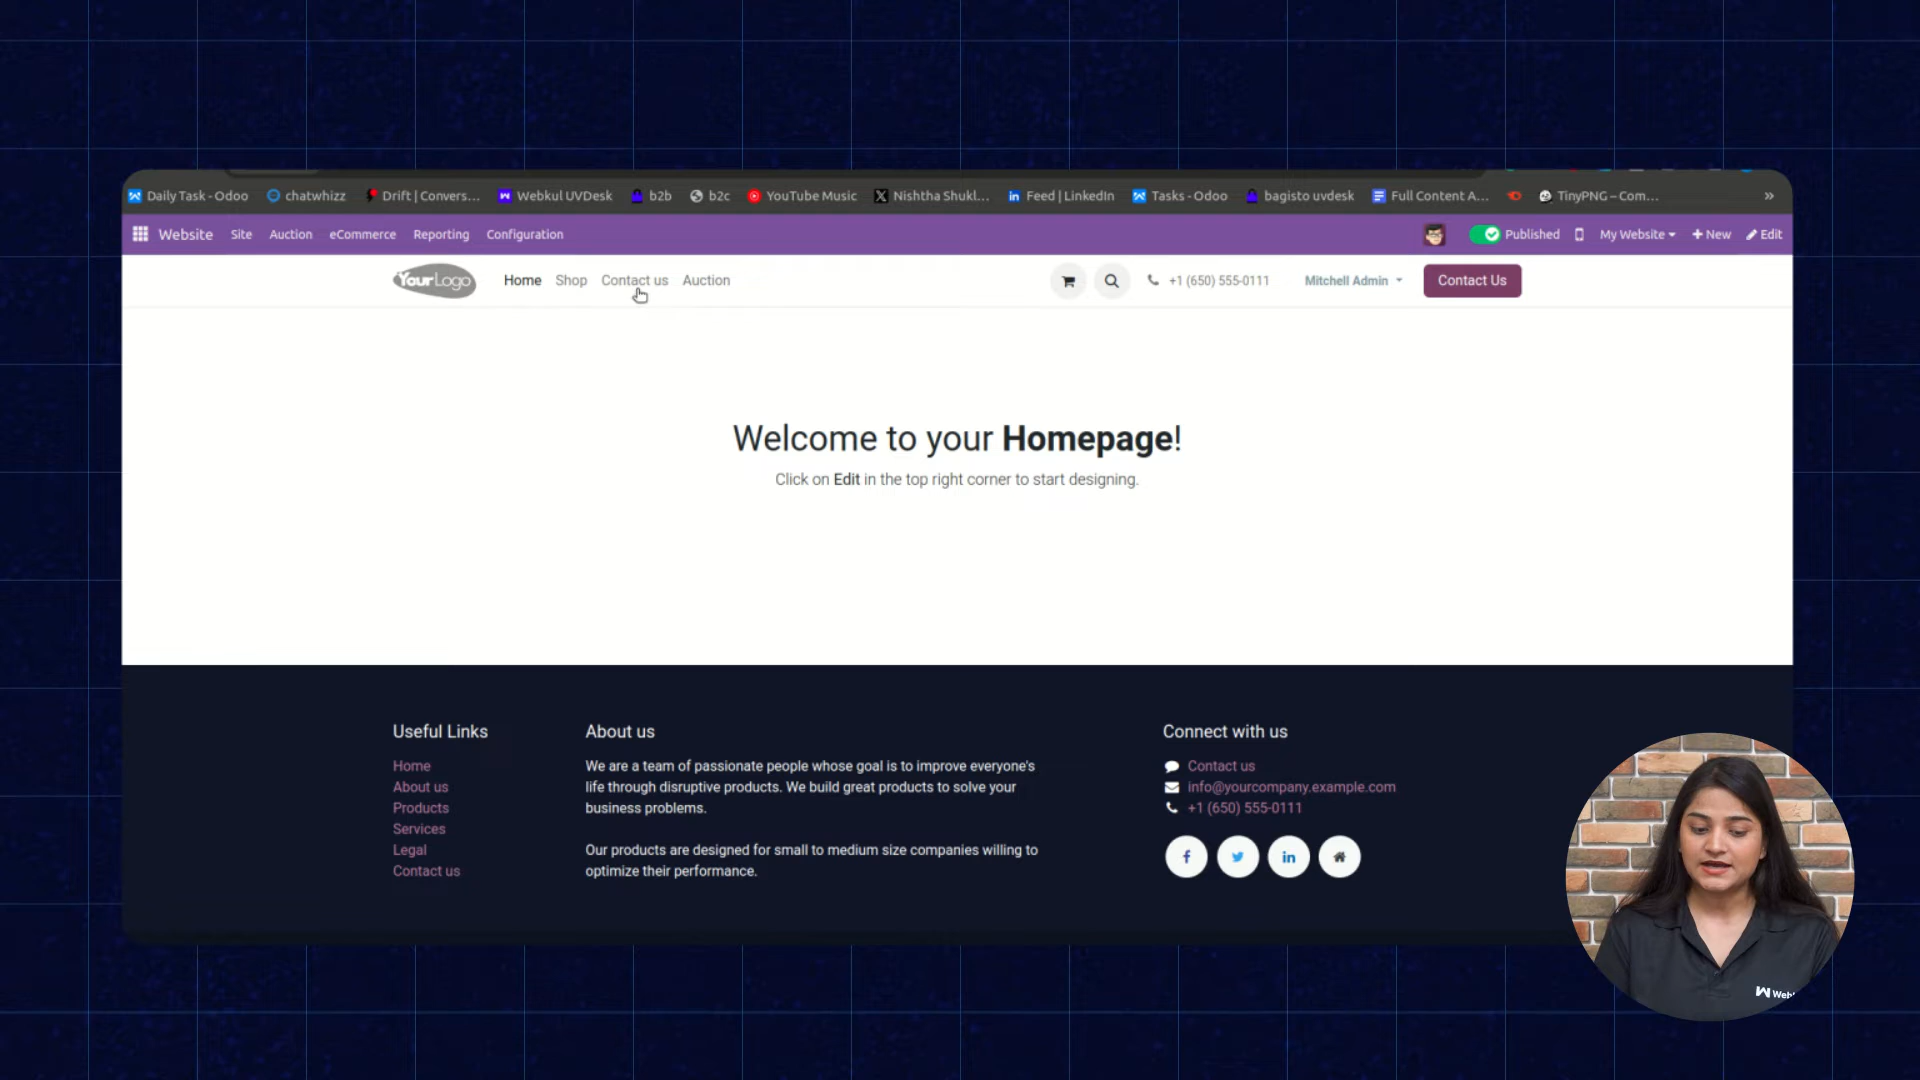 Daily Task - Odoo chatwhizz Drift | Convers... Webkul UVDesk b2b b2c YouTube Music Nishtha Shukl... Feed | LinkedIn Tasks - Odoo bagisto uvdesk Full Content A... TinyPNG – Com... »
Website Site Auction eCommerce Reporting Configuration Published My Website + New Edit
YourLogo Home Shop Contact us Auction +1 (650) 555-0111 Mitchell Admin Contact Us
Welcome to your Homepage!
Click on Edit in the top right corner to start designing.
Useful Links
Home
About us
Products
Services
Legal
Contact us
About us
We are a team of passionate people whose goal is to improve everyone's
life through disruptive products. We build great products to solve your
business problems.
Our products are designed for small to medium size companies willing to
optimize their performance.
Connect with us
Contact us
info@yourcompany.example.com
+1 (650) 555-0111